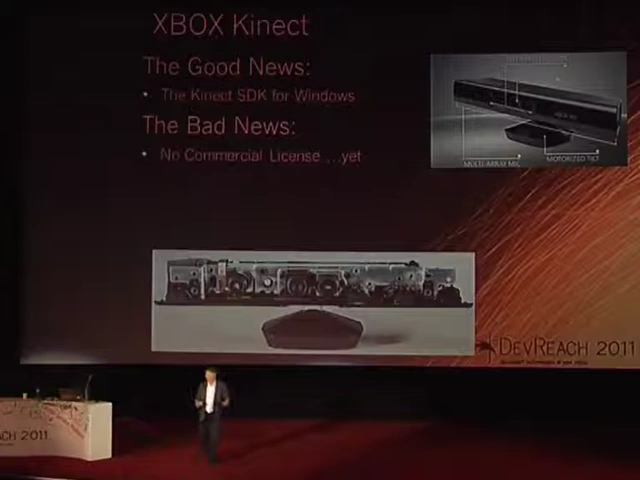 XBOX Kinect
The Good News:
• The Kinect SDK for Windows
The Bad News:
• No Commercial License ...yet
MULTI-ARRAY MIC
MOTORIZED TILT
DEVREACH 2011
ACH 2011